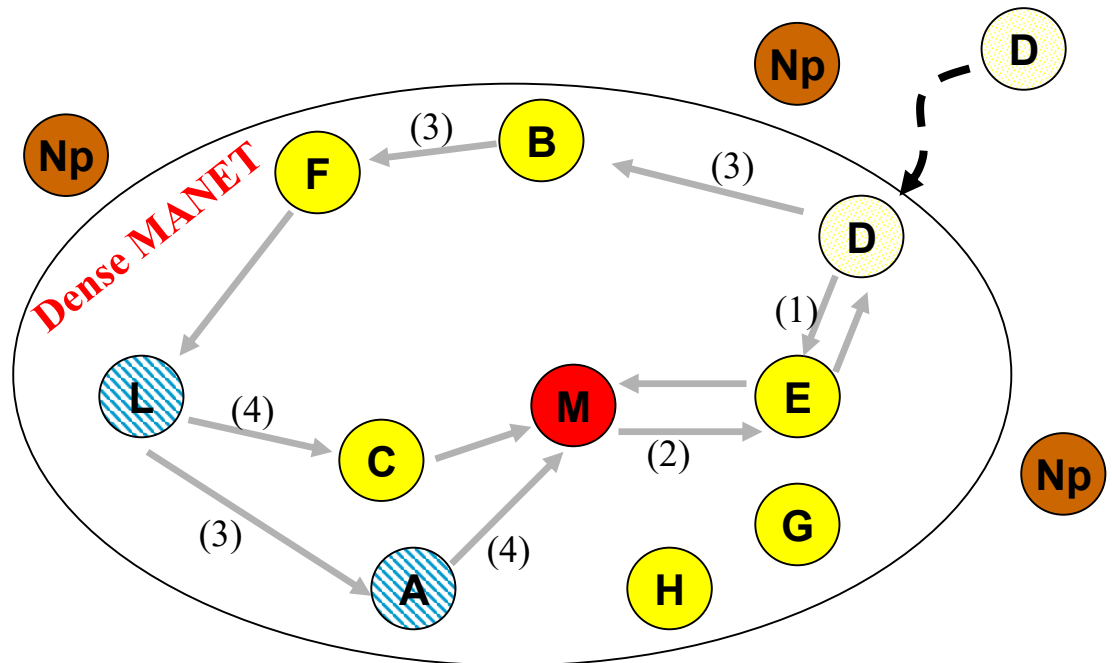 D
Np
Np
(3)
B
F
(3)
Dense MANET
D
(1)
L
M
E
(4)
C
(2)
Np
G
(3)
(4)
A
H